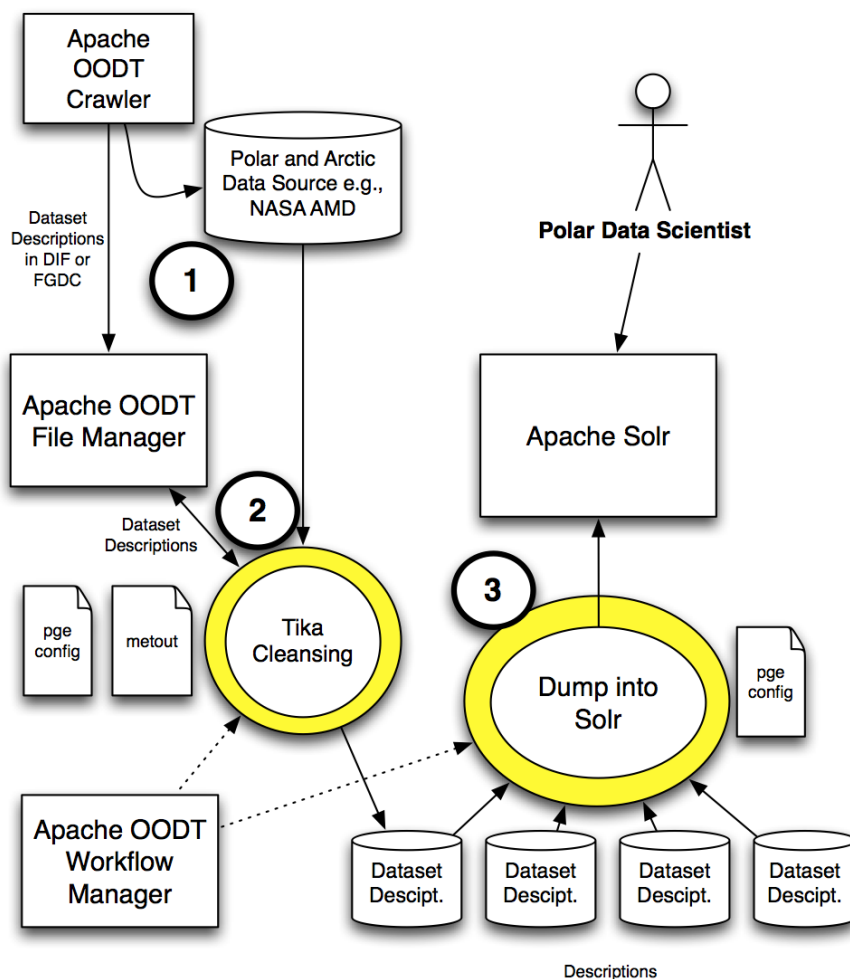 Apache
OODT
Crawler
Polar and Arctic
Data Source e.g.,
NASA AMD
Dataset
Descriptions
in DIF or
FGDC
1
Polar Data Scientist
Apache OODT
File Manager
Apache Solr
2
Dataset
Descriptions
3
pge
config
metout
Tika
Cleansing
Dump into
Solr
pge
config
Apache OODT
Workflow
Manager
Dataset
Descipt.
Dataset
Descipt.
Dataset
Descipt.
Dataset
Descipt.
Descriptions